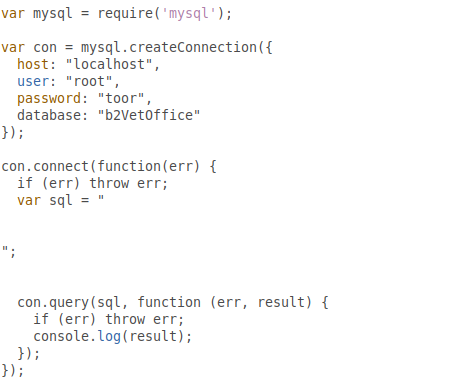 var mysql = require('mysql');
var con = mysql.createConnection({
  host: "localhost",
  user: "root",
  password: "toor",
  database: "b2VetOffice"
});
con.connect(function(err) {
  if (err) throw err;
  var sql = "
";
  con.query(sql, function (err, result) {
    if (err) throw err;
    console.log(result);
  });
});